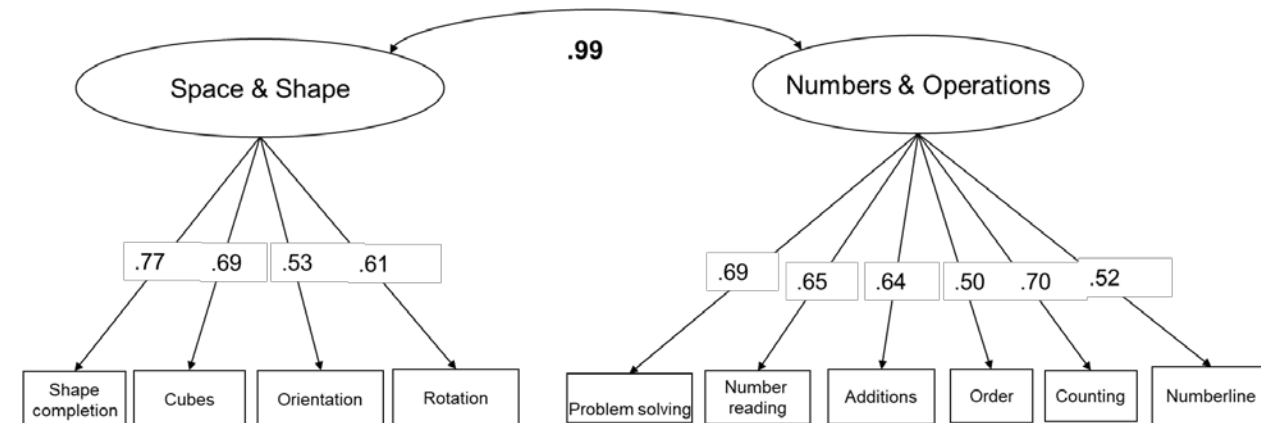 .99
Space & Shape
Numbers & Operations
.77
.69
.53
.61
.69
.65
.64
.50
.70
.52
Shape
completion
Cubes
Orientation
Rotation
Problem solving
Number
reading
Additions
Order
Counting
Numberline